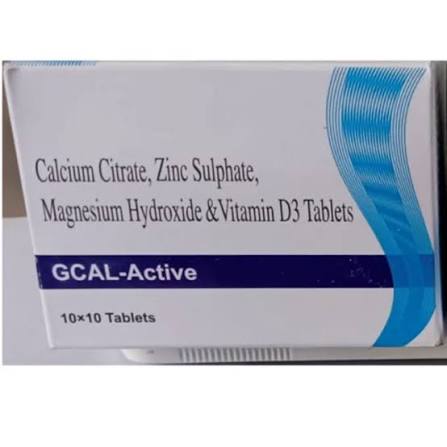 Calcium Citrate, Zinc Sulphate,
Magnesium Hydroxide &Vitamin D3 Tablets
GCAL-Active
10×10 Tablets